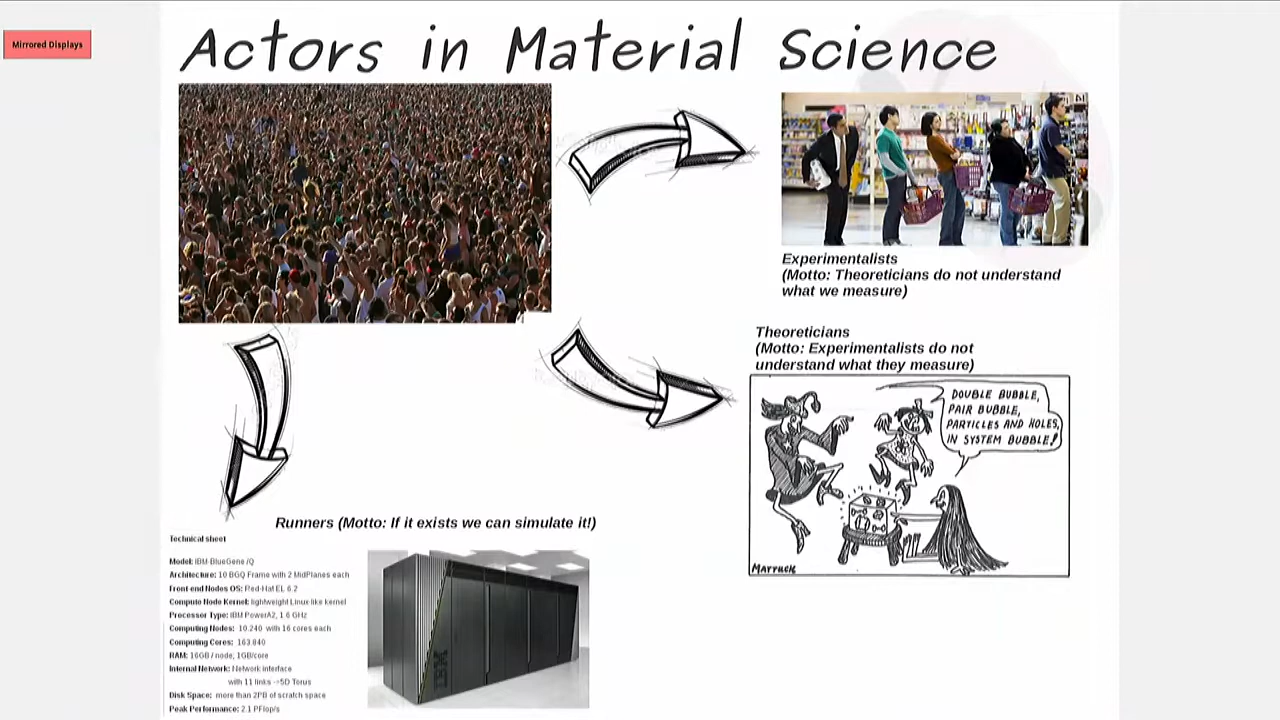 Mirrored Displays
Actors in Material Science
Experimentalists
(Motto: Theoreticians do not understand
what we measure)
Theoreticians
(Motto: Experimentalists do not
understand what they measure)
DOUBLE BUBBLE,
PAIR BUBBLE,
PARTICLES AND HOLES,
IN SYSTEM BUBBLE!
MATTUCK
Runners (Motto: If it exists we can simulate it!)
Technical sheet
Model: IBM-BlueGene /Q
Architecture: 10 BGQ Frame with 2 MidPlanes each
Front-end Nodes OS: Red-Hat EL 6.2
Compute Node Kernel: lightweight Linux-like kernel
Processor Type: IBM PowerA2, 1.6 GHz
Computing Nodes: 10.240 with 16 cores each
Computing Cores: 163.840
RAM: 16GB / node; 1GB/core
Internal Network: Network interface
with 11 links ->5D Torus
Disk Space: more than 2PB of scratch space
Peak Performance: 2.1 PFlop/s
IBM